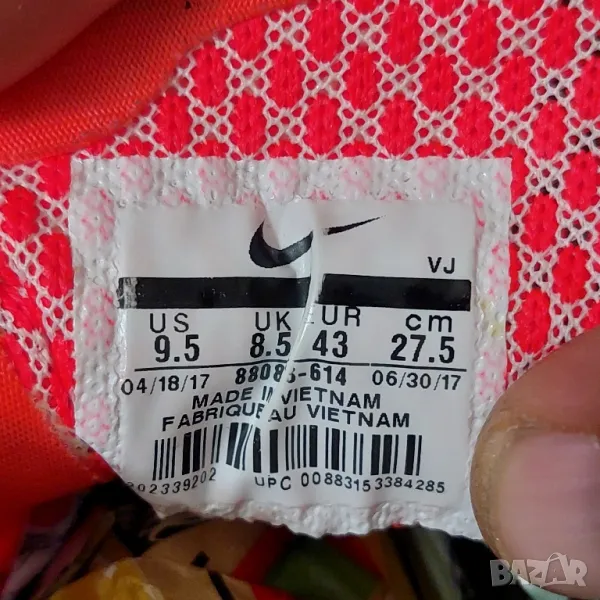 VJ
US UK EUR cm
9.5 8.5 43 27.5
04/18/17 06/30/17
MADE IN VIETNAM
FABRIQUE AU VIETNAM
UPC 00883153384285
BAZAR